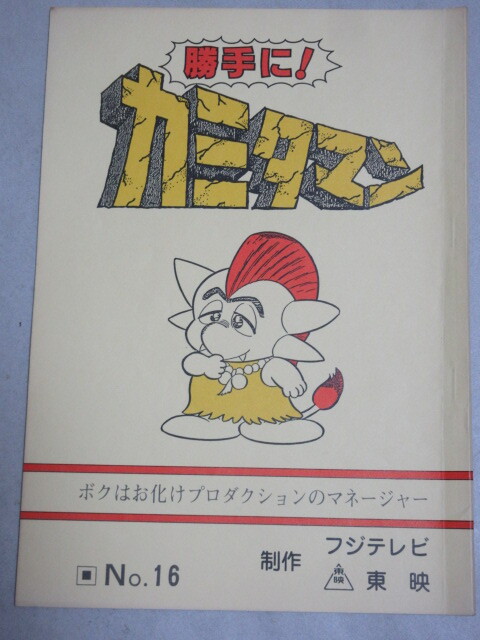 勝手に!
カミタマン
ボクはお化けプロダクションのマネージャー
制作 フジテレビ
東映 東映
No.16